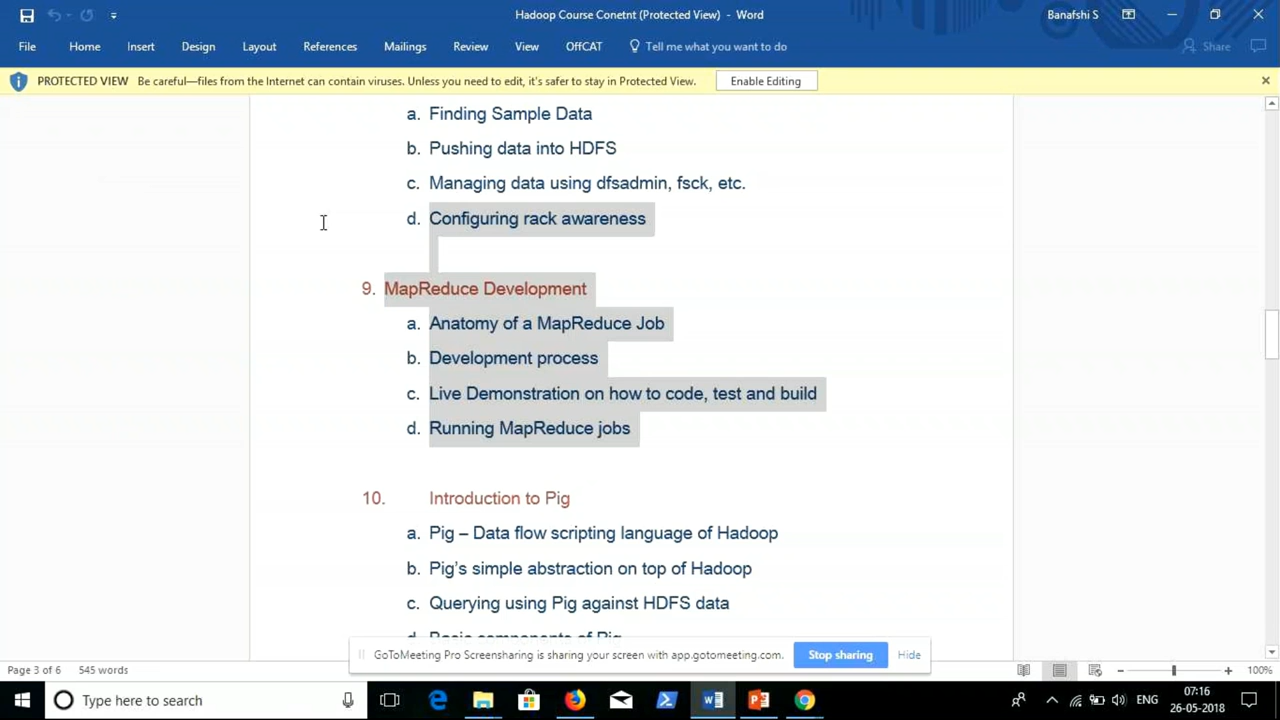 Hadoop Course Conetnt (Protected View) - Word
Banafshi S
File Home Insert Design Layout References Mailings Review View OffCAT Tell me what you want to do Share
PROTECTED VIEW Be careful—files from the Internet can contain viruses. Unless you need to edit, it's safer to stay in Protected View. Enable Editing
a. Finding Sample Data
b. Pushing data into HDFS
c. Managing data using dfsadmin, fsck, etc.
d. Configuring rack awareness
9. MapReduce Development
a. Anatomy of a MapReduce Job
b. Development process
c. Live Demonstration on how to code, test and build
d. Running MapReduce jobs
10. Introduction to Pig
a. Pig – Data flow scripting language of Hadoop
b. Pig's simple abstraction on top of Hadoop
c. Querying using Pig against HDFS data
d. Basic components of Pig
GoToMeeting Pro Screensharing is sharing your screen with app.gotomeeting.com. Stop sharing Hide
Page 3 of 6 545 words 100%
Type here to search
ENG
07:16
26-05-2018